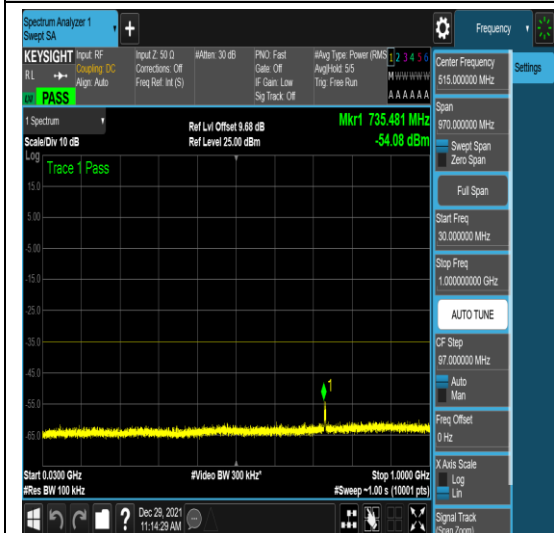 Spectrum Analyzer 1
Swept SA
+
Frequency
KEYSIGHT
RL
PASS
Input: RF
Coupling: DC
Align: Auto
Input Z: 50 Ω
Corrections: Off
Freq Ref: Int (S)
#Atten: 30 dB
PNO: Fast
Gate: Off
IF Gain: Low
Sig Track: Off
#Avg Type: Power (RMS
Avg|Hold: 5/5
Trig: Free Run
1 2 3 4 5 6
M W W W W W
A A A A A A
1 Spectrum
Scale/Div 10 dB
Ref Lvl Offset 9.68 dB
Ref Level 25.00 dBm
Mkr1 735.481 MHz
-54.08 dBm
Log
Trace 1 Pass
15.0
5.00
-5.00
-15.0
-25.0
-35.0
-45.0
-55.0
-65.0
1
Start 0.0300 GHz
#Res BW 100 kHz
#Video BW 300 kHz*
Stop 1.0000 GHz
#Sweep ~1.00 s (10001 pts)
?
Dec 29, 2021
11:14:29 AM
Center Frequency
515.000000 MHz
Span
970.000000 MHz
Swept Span
Zero Span
Full Span
Start Freq
30.000000 MHz
Stop Freq
1.000000000 GHz
AUTO TUNE
CF Step
97.000000 MHz
Auto
Man
Freq Offset
0 Hz
X Axis Scale
Log
Lin
Signal Track
(Span Zoom)
Settings